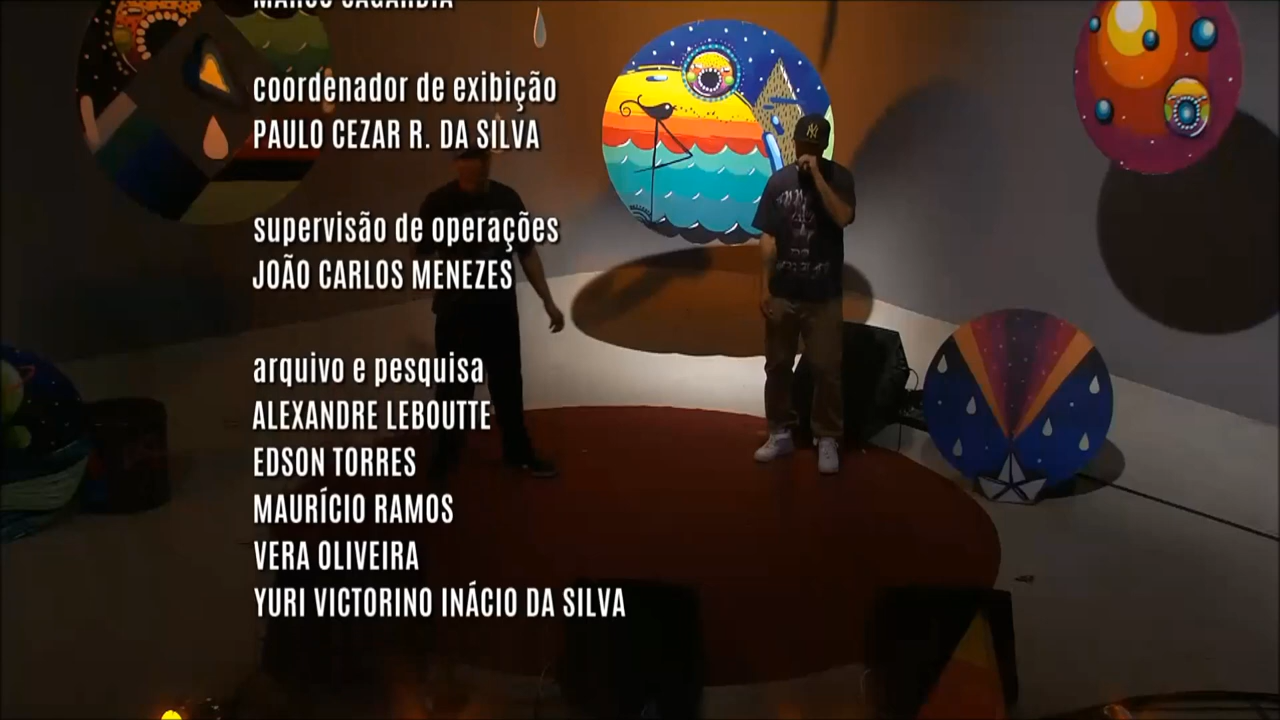 coordenador de exibição
PAULO CEZAR R. DA SILVA
supervisão de operações
JOÃO CARLOS MENEZES
arquivo e pesquisa
ALEXANDRE LEBOUTTE
EDSON TORRES
MAURÍCIO RAMOS
VERA OLIVEIRA
YURI VICTORINO INÁCIO DA SILVA